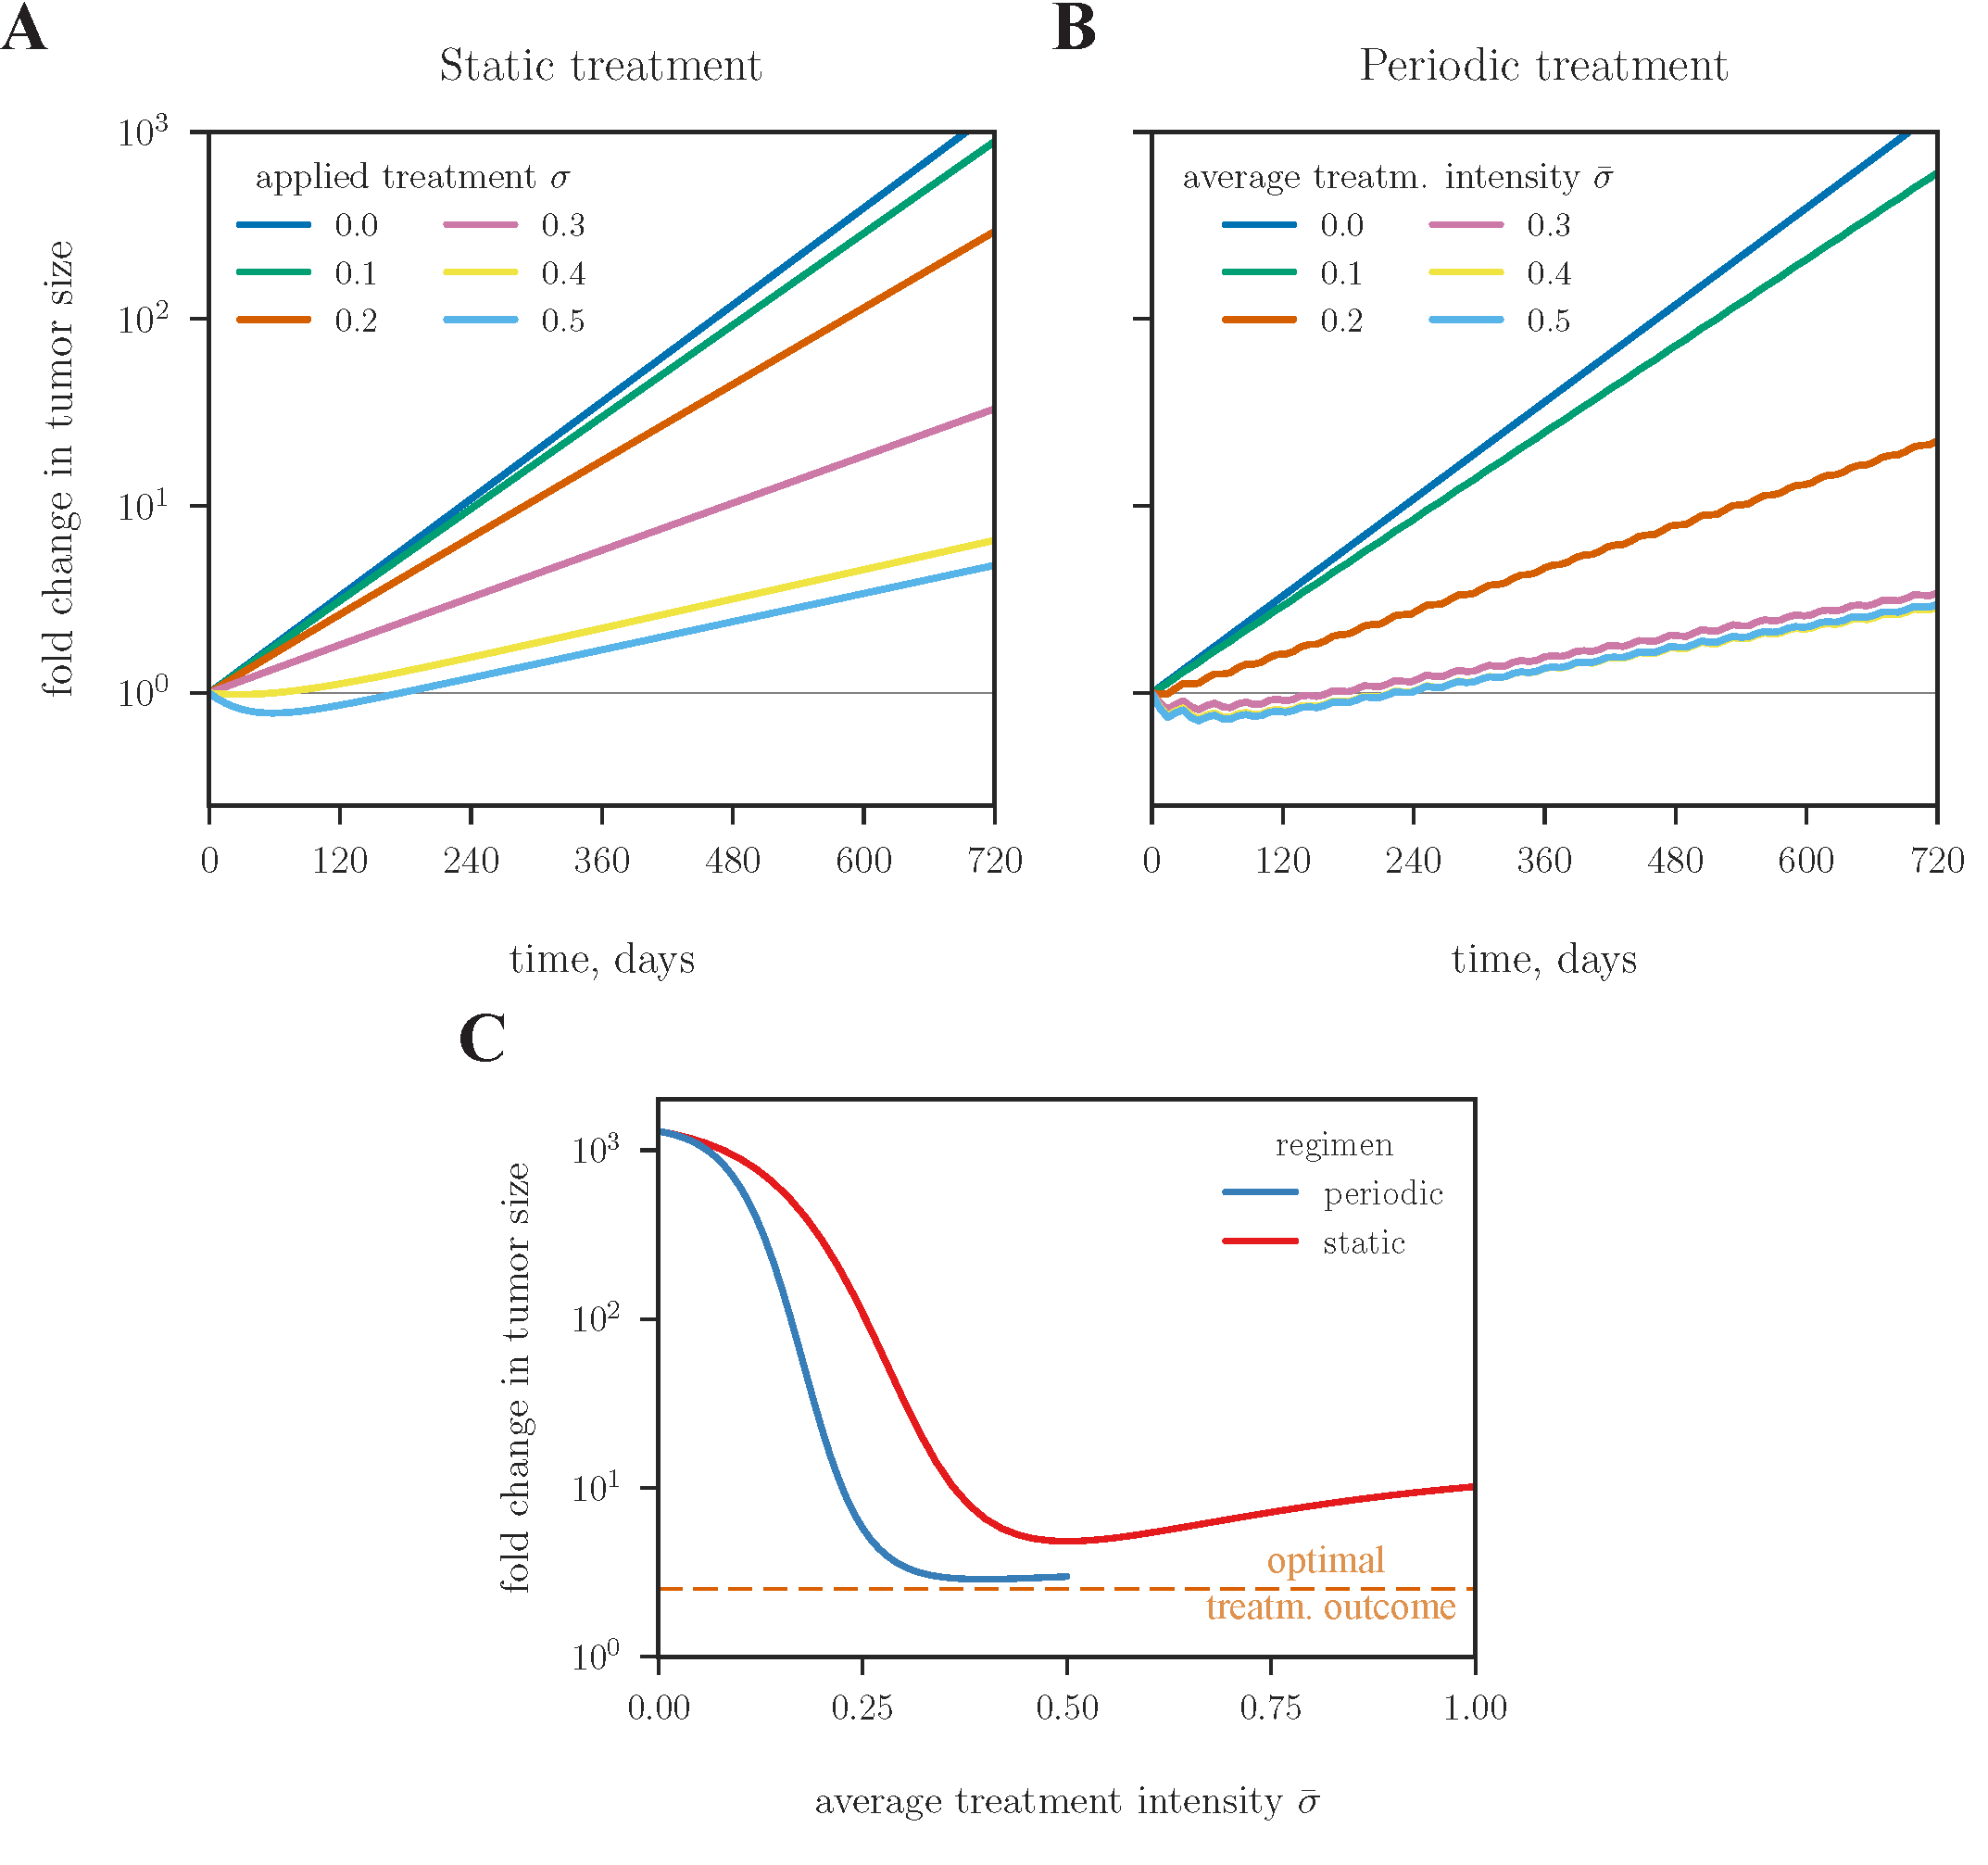 A
Static treatment
fold change in tumor size
10³
10²
10¹
10⁰
applied treatment σ
0.0
0.1
0.2
0.3
0.4
0.5
0 120 240 360 480 600 720
time, days
B
Periodic treatment
average treatm. intensity σ̄
0.0
0.1
0.2
0.3
0.4
0.5
0 120 240 360 480 600 720
time, days
C
fold change in tumor size
10³
10²
10¹
10⁰
regimen
periodic
static
optimal
treatm. outcome
0.00 0.25 0.50 0.75 1.00
average treatment intensity σ̄